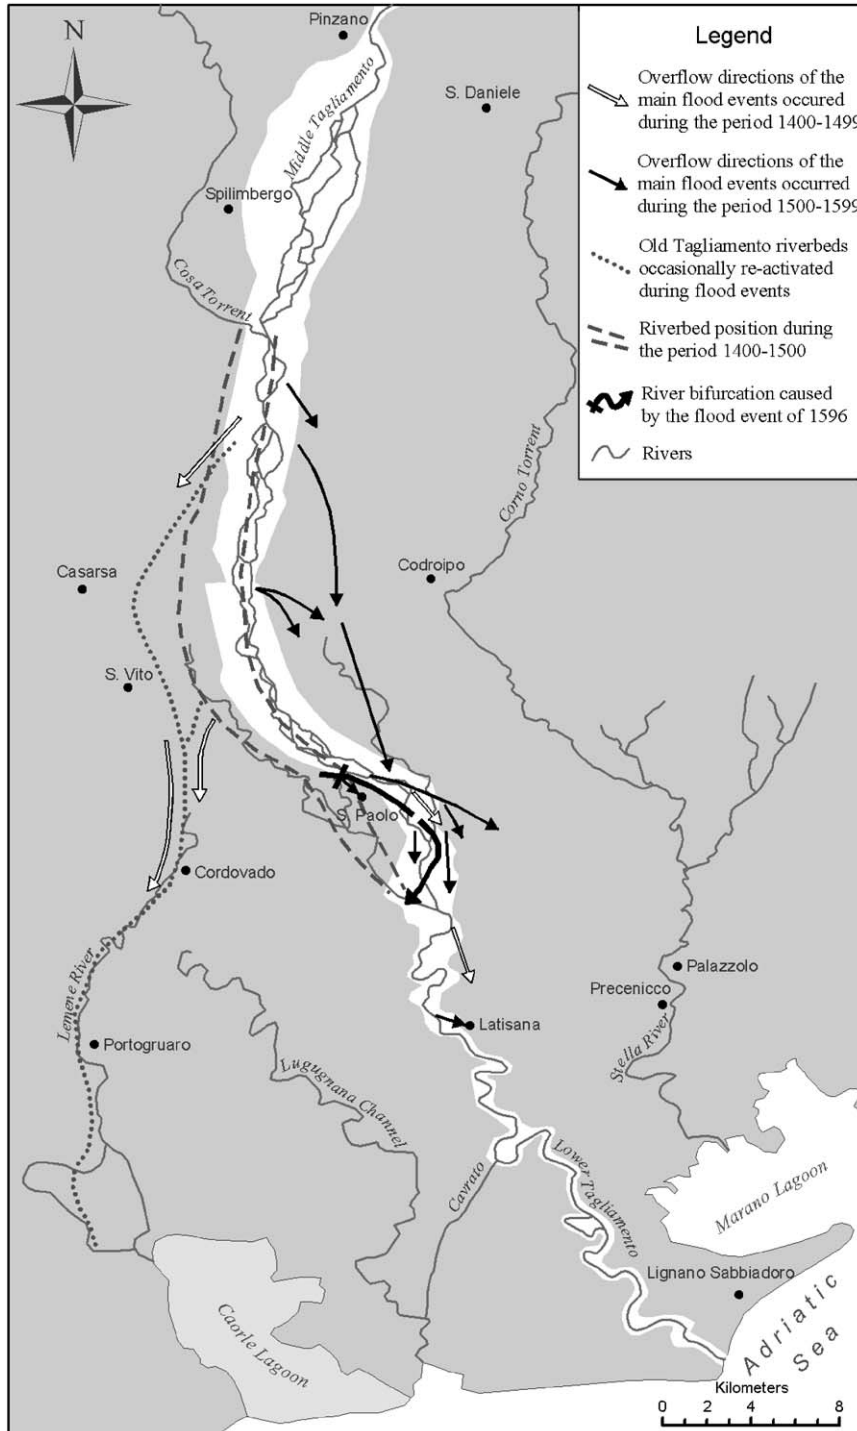 Pinzano
N
Middle Tagliamento
S. Daniele
Spilimbergo
Cosa Torrent
Legend
Overflow directions of the
main flood events occured
during the period 1400-1499
Overflow directions of the
main flood events occurred
during the period 1500-1599
Old Tagliamento riverbeds
occasionally re-activated
during flood events
Riverbed position during
the period 1400-1500
River bifurcation caused
by the flood event of 1596
Rivers
Corno Torrent
Casarsa
Codroipo
S. Vito
S. Paolo
Cordovado
Lemene River
Palazzolo
Precenicco
Latisana
Stella River
Portogruaro
Lugugnana Channel
Cavrato
Lower Tagliamento
Marano Lagoon
Lignano Sabbiadoro
Caorle Lagoon
Adriatic
Sea
Kilometers
0 2 4 8